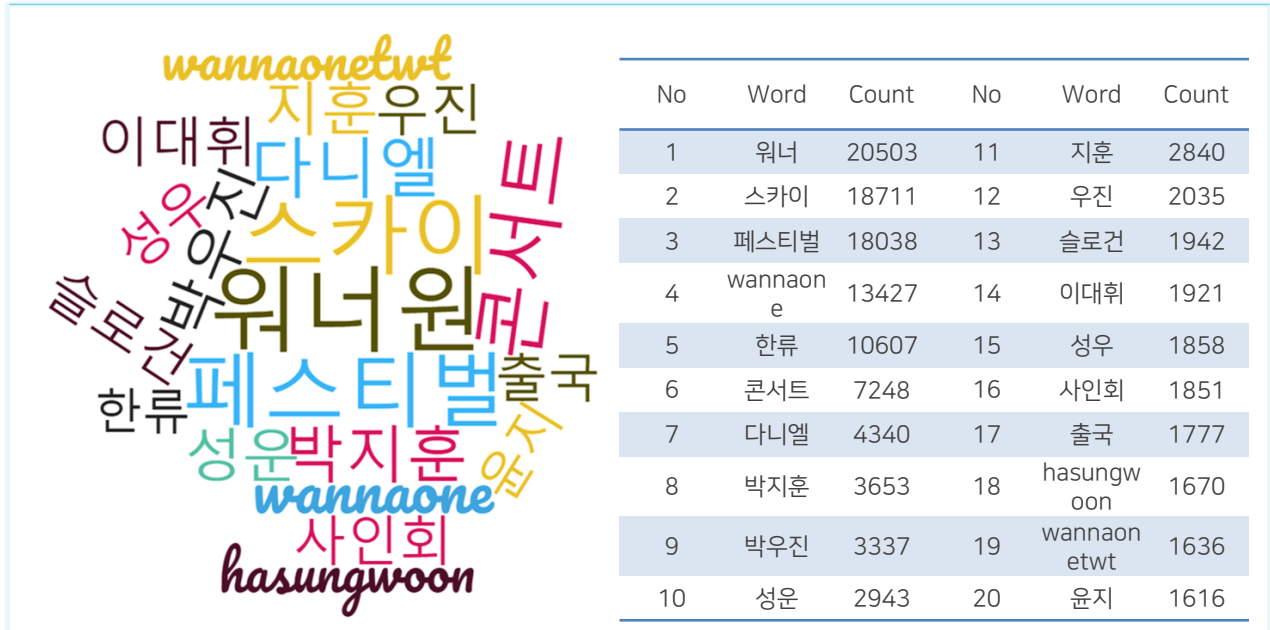 wannaonetwt
지훈 우진
이대휘
다니엘
콘서트
성우
박우진
스카이
워너원
슬로건
페스티벌
출국
한류
윤지
성운
박지훈
wannaone
사인회
hasungwoon
No Word Count No Word Count
1 워너 20503 11 지훈 2840
2 스카이 18711 12 우진 2035
3 페스티벌 18038 13 슬로건 1942
4 wannaon
e 13427 14 이대휘 1921
5 한류 10607 15 성우 1858
6 콘서트 7248 16 사인회 1851
7 다니엘 4340 17 출국 1777
8 박지훈 3653 18 hasungw
oon 1670
9 박우진 3337 19 wannaon
etwt 1636
10 성운 2943 20 윤지 1616